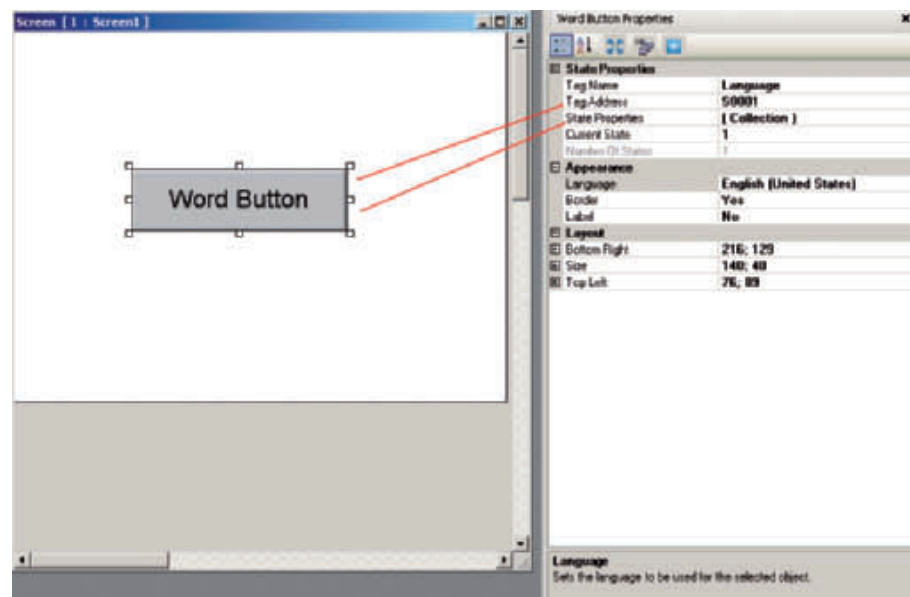 Screen [ 1 : Screen1 ]
Word Button
Word Button Properties
State Properties
Tag Name Language
Tag Address S0001
State Properties ( Collection )
Current State 1
Number Of States 1
Appearance
Language English (United States)
Border Yes
Label No
Layout
Bottom Right 216; 129
Size 140; 40
Top Left 76; 89
Language
Sets the language to be used for the selected object.